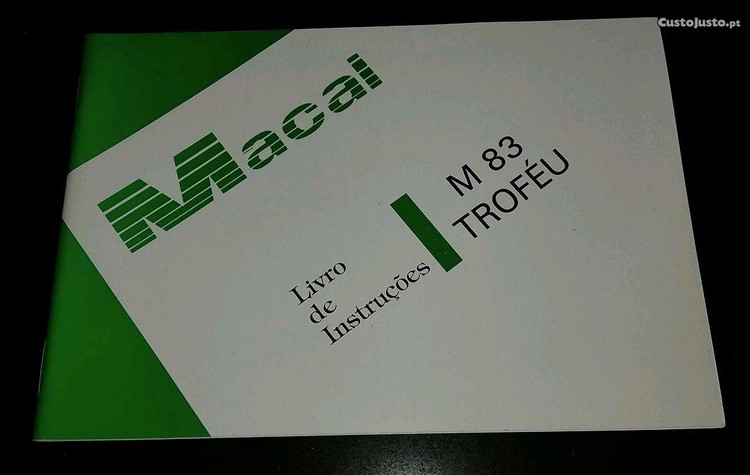 CustoJusto.pt
Macal
M 83
TROFÉU
Livro
de
Instruções